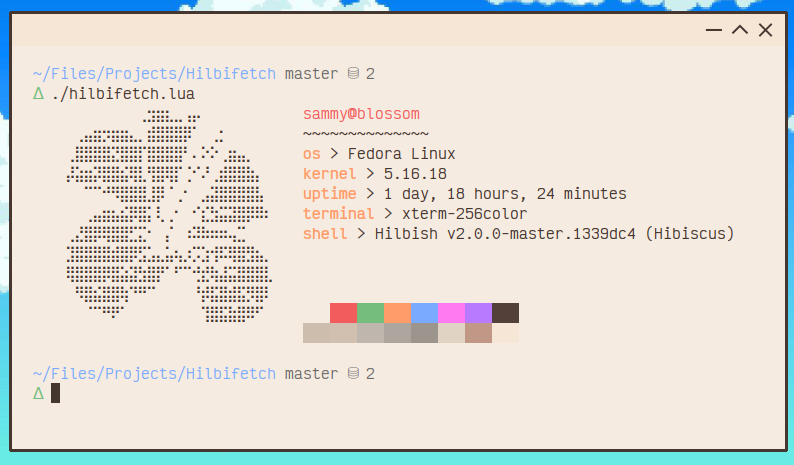 ~/Files/Projects/Hilbifetch master 2
Δ ./hilbifetch.lua
sammy@blossom
~~~~~~~~~~~~~~
os > Fedora Linux
kernel > 5.16.18
uptime > 1 day, 18 hours, 24 minutes
terminal > xterm-256color
shell > Hilbish v2.0.0-master.1339dc4 (Hibiscus)
~/Files/Projects/Hilbifetch master 2
Δ